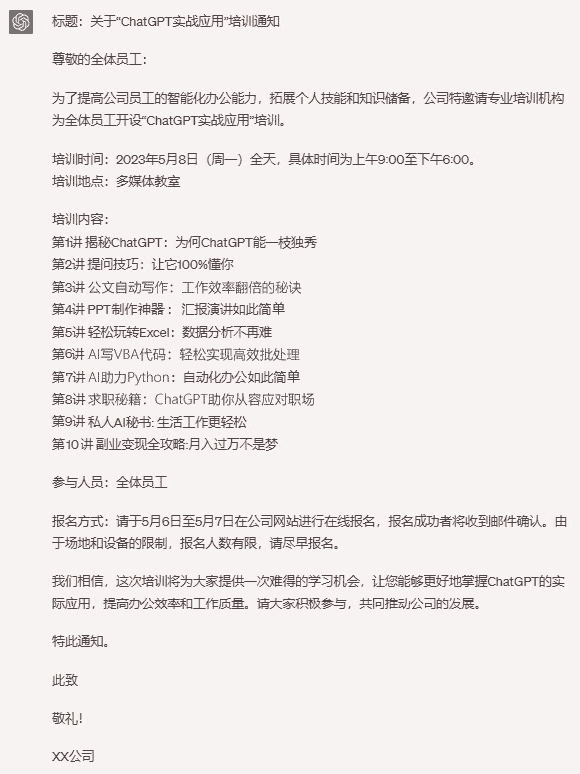 标题：关于“ChatGPT实战应用”培训通知
尊敬的全体员工：
为了提高公司员工的智能化办公能力，拓展个人技能和知识储备，公司特邀请专业培训机构
为全体员工开设“ChatGPT实战应用”培训。
培训时间：2023年5月8日（周一）全天，具体时间为上午9:00至下午6:00。
培训地点：多媒体教室
培训内容：
第1讲 揭秘ChatGPT：为何ChatGPT能一枝独秀
第2讲 提问技巧：让它100%懂你
第3讲 公文自动写作：工作效率翻倍的秘诀
第4讲 PPT制作神器： 汇报演讲如此简单
第5讲 轻松玩转Excel：数据分析不再难
第6讲 AI写VBA代码：轻松实现高效批处理
第7讲 AI助力Python：自动化办公如此简单
第8讲 求职秘籍：ChatGPT助你从容应对职场
第9讲 私人AI秘书: 生活工作更轻松
第10讲 副业变现全攻略:月入过万不是梦
参与人员：全体员工
报名方式：请于5月6日至5月7日在公司网站进行在线报名，报名成功者将收到邮件确认。由
于场地和设备的限制，报名人数有限，请尽早报名。
我们相信，这次培训将为大家提供一次难得的学习机会，让您能够更好地掌握ChatGPT的实
际应用，提高办公效率和工作质量。请大家积极参与，共同推动公司的发展。
特此通知。
此致
敬礼！
XX公司